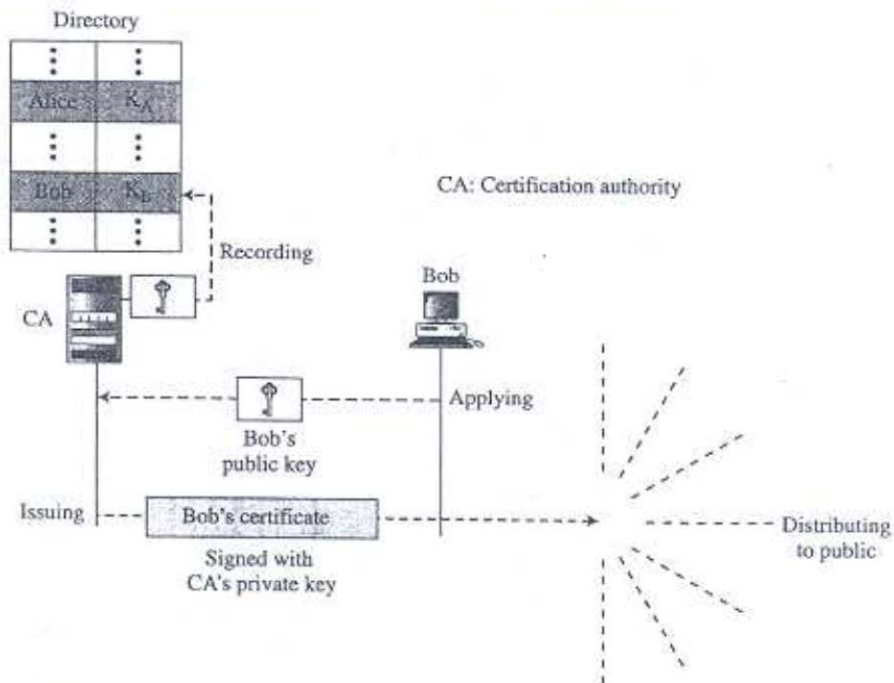 Directory
Alice K_A
Bob K_B
CA: Certification authority
Recording
Bob
CA
Applying
Bob's
public key
Issuing
Bob's certificate
Signed with
CA's private key
Distributing
to public